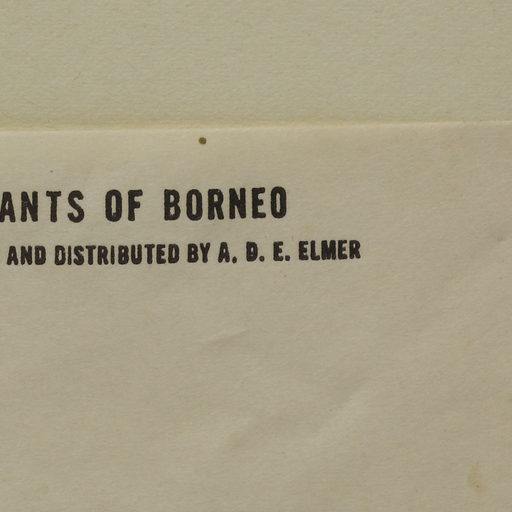 ANTS OF BORNEO
AND DISTRIBUTED BY A. D. E. ELMER